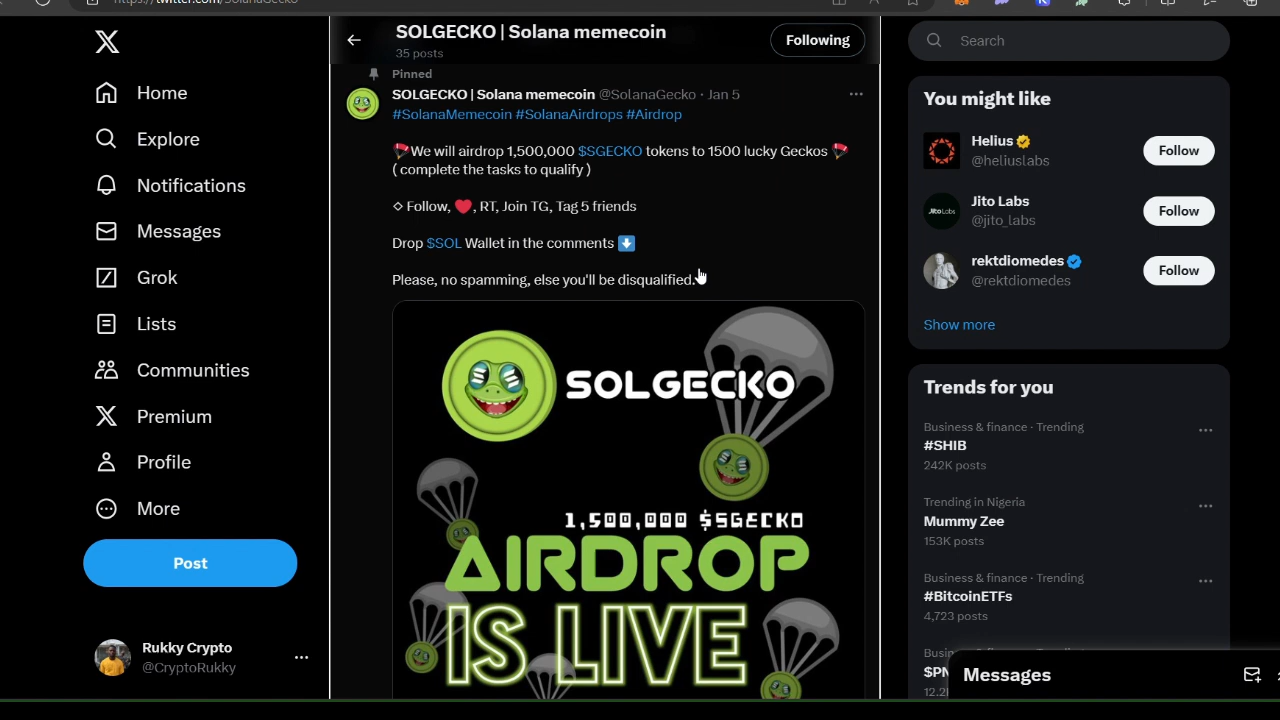 https://twitter.com/SolanaGecko
SOLGECKO | Solana memecoin
35 posts
Following
Home
Explore
Notifications
Messages
Grok
Lists
Communities
Premium
Profile
More
Post
Rukky Crypto
@CryptoRukky
Pinned
SOLGECKO | Solana memecoin @SolanaGecko · Jan 5
#SolanaMemecoin #SolanaAirdrops #Airdrop
We will airdrop 1,500,000 $SGECKO tokens to 1500 lucky Geckos
( complete the tasks to qualify )
Follow, ❤️, RT, Join TG, Tag 5 friends
Drop $SOL Wallet in the comments ⬇️
Please, no spamming, else you'll be disqualified.
SOLGECKO
1,500,000 $SGECKO
AIRDROP
IS LIVE
Search
You might like
Helius
@heliuslabs
Follow
Jito Labs
JitoLabs
@jito_labs
Follow
rektdiomedes
@rektdiomedes
Follow
Show more
Trends for you
Business & finance · Trending
#SHIB
242K posts
Trending in Nigeria
Mummy Zee
153K posts
Business & finance · Trending
#BitcoinETFs
4,723 posts
Messages